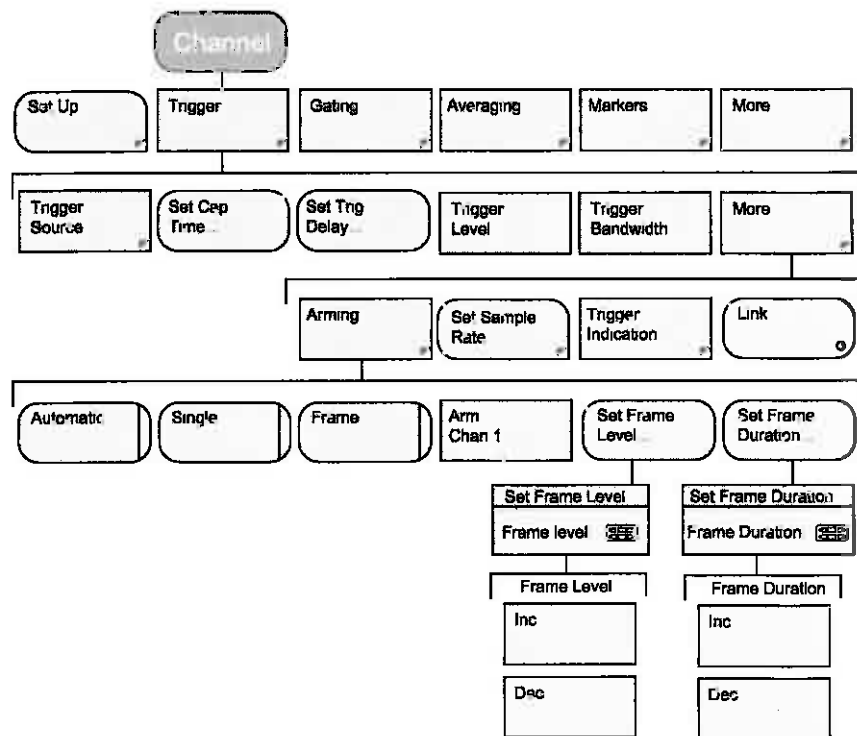 Channel
Set Up
Trigger
Gating
Averaging
Markers
More
Trigger
Source
Set Cap
Time...
Set Trig
Delay...
Trigger
Level
Trigger
Bandwidth
More
Arming
Set Sample
Rate
Trigger
Indication
Link
Automatic
Single
Frame
Arm
Chan 1
Set Frame
Level...
Set Frame
Duration...
Set Frame Level
Frame level
Set Frame Duration
Frame Duration
Frame Level
Frame Duration
Inc
Inc
Dec
Dec